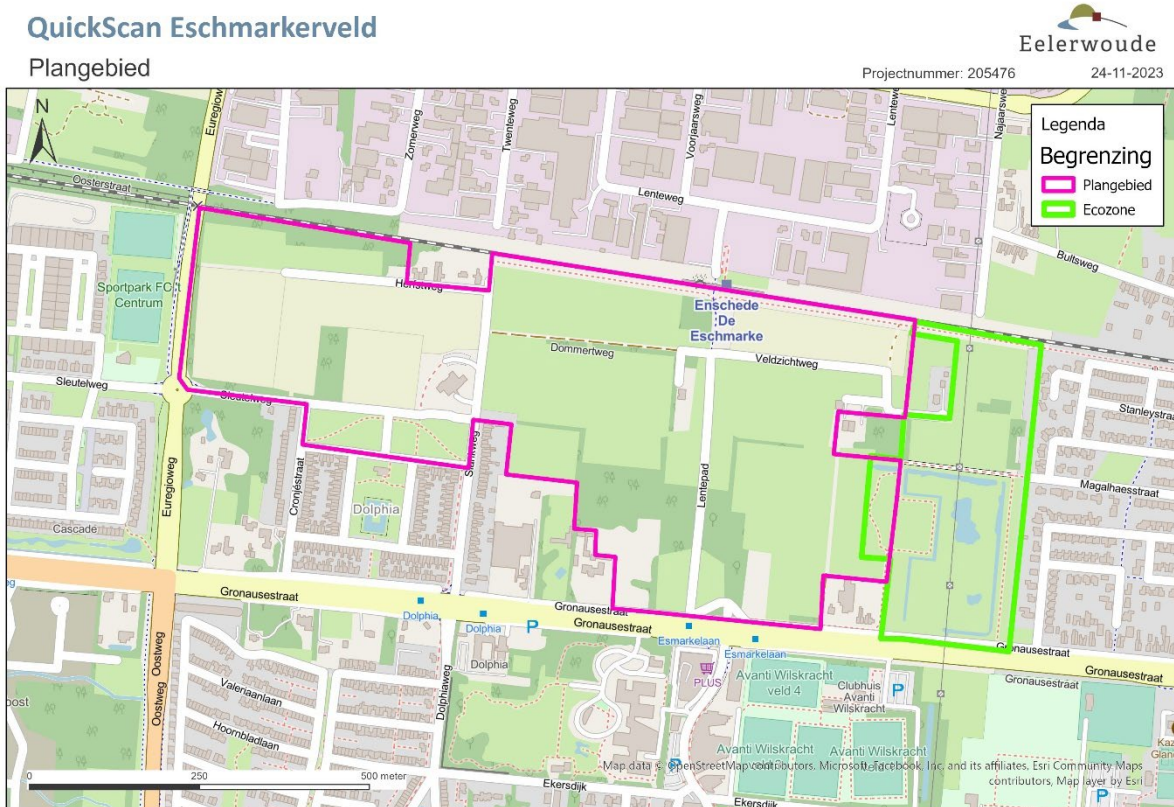 QuickScan Eschmarkerveld
Plangebied
Eelerwoude
Projectnummer: 205476
24-11-2023
N
Legenda
Begrenzing
Plangebied
Ecozone
Euregioweg
Zomerweg
Twenteweg
Voorjaarsweg
Lenteweg
Najaarsweg
Oosterstraat
Lenteweg
Bultsweg
Sportpark FC
Centrum
Herfstweg
Enschede
De
Eschmarke
Dommertweg
Veldzichtweg
Sleutelweg
Sleutelweg
Stanleystraat
Cronjéstraat
Lentepad
Magalhaesstraat
Dolphia
Euregioweg
Cascade
Gronausestraat
Gronausestraat
Gronausestraat
Dolphia
Dolphia
P
Esmarkelaan
Esmarkelaan
Gronausestraat
Gronausestraat
Gronausestraat
Oostweg
Oostweg
Dolphiaweg
Dolphia
PLUS
Avanti Wilskracht
veld 4
Clubhuis
Avanti
Wilskracht
P
Valeriaanlaan
Hoornbladlaan
Avanti Wilskracht
Avanti Wilskracht
P
Map data © OpenStreetMap contributors, Microsoft, Facebook, Inc. and its affiliates, Esri Community Maps
contributors, Map layer by Esri
Ekersdijk
Ekersdijk
P
0
250
500 meter